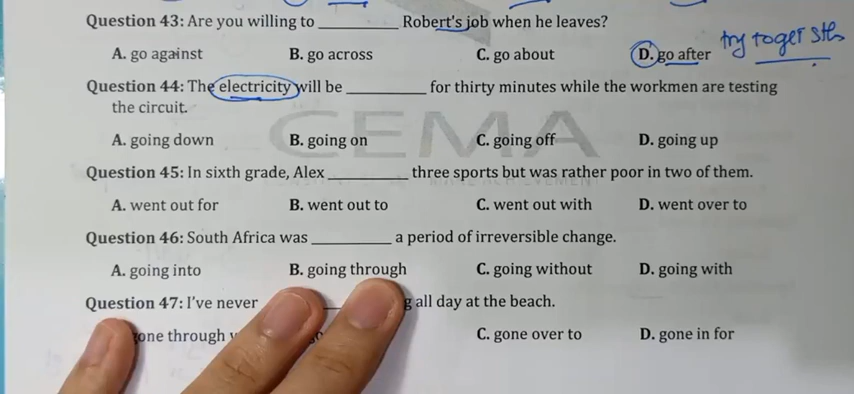 Question 43: Are you willing to _________ Robert's job when he leaves?
A. go against B. go across C. go about D. go after try to get sth
Question 44: The electricity will be _________ for thirty minutes while the workmen are testing
the circuit.
CEMA
A. going down B. going on C. going off D. going up
Question 45: In sixth grade, Alex _________ three sports but was rather poor in two of them.
A. went out for B. went out to C. went out with D. went over to
Question 46: South Africa was _________ a period of irreversible change.
A. going into B. going through C. going without D. going with
Question 47: I've never all day at the beach.
gone through C. gone over to D. gone in for